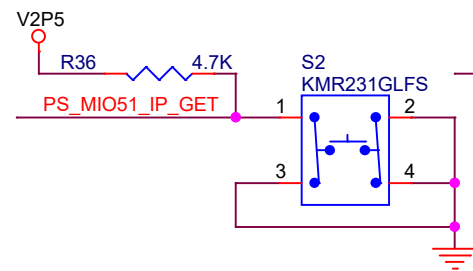 V2P5
R36 4.7K
S2
KMR231GLFS
PS_MIO51_IP_GET
1 2
3 4